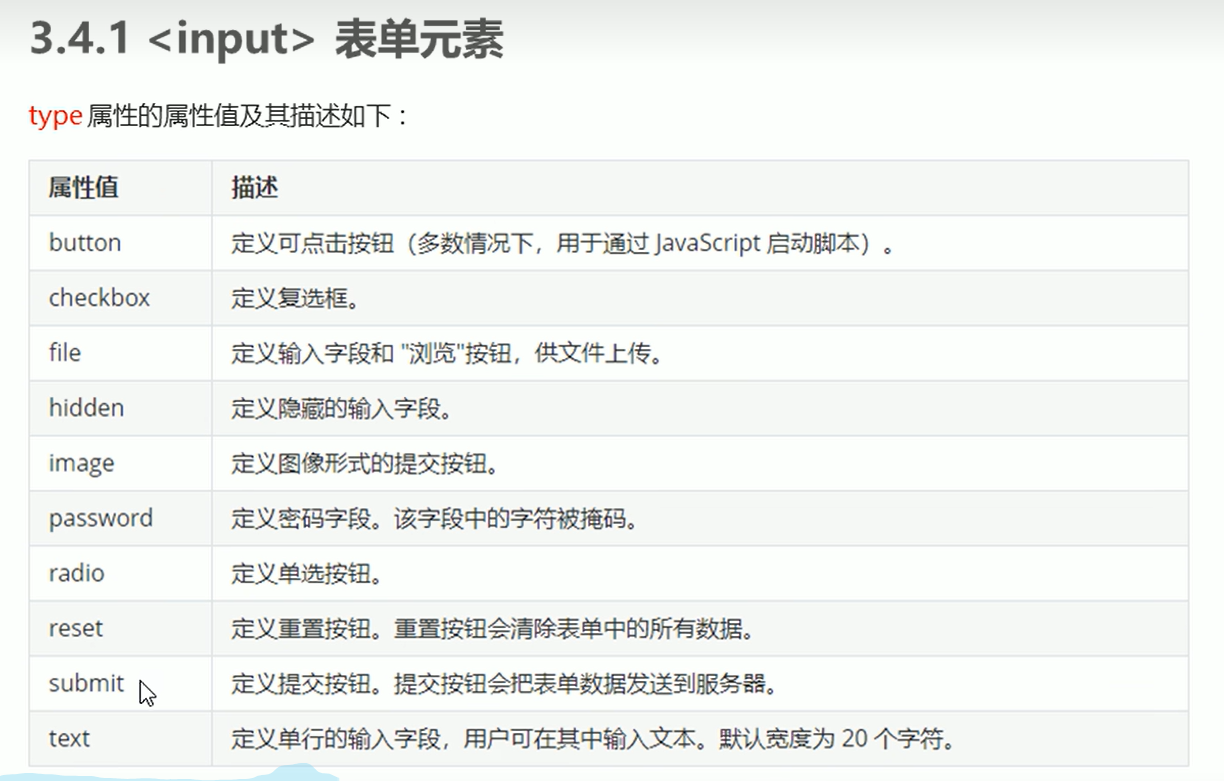 3.4.1 <input> 表单元素
type 属性的属性值及其描述如下：
属性值 描述
button 定义可点击按钮（多数情况下，用于通过 JavaScript 启动脚本）。
checkbox 定义复选框。
file 定义输入字段和 "浏览"按钮，供文件上传。
hidden 定义隐藏的输入字段。
image 定义图像形式的提交按钮。
password 定义密码字段。该字段中的字符被掩码。
radio 定义单选按钮。
reset 定义重置按钮。重置按钮会清除表单中的所有数据。
submit 定义提交按钮。提交按钮会把表单数据发送到服务器。
text 定义单行的输入字段，用户可在其中输入文本。默认宽度为 20 个字符。